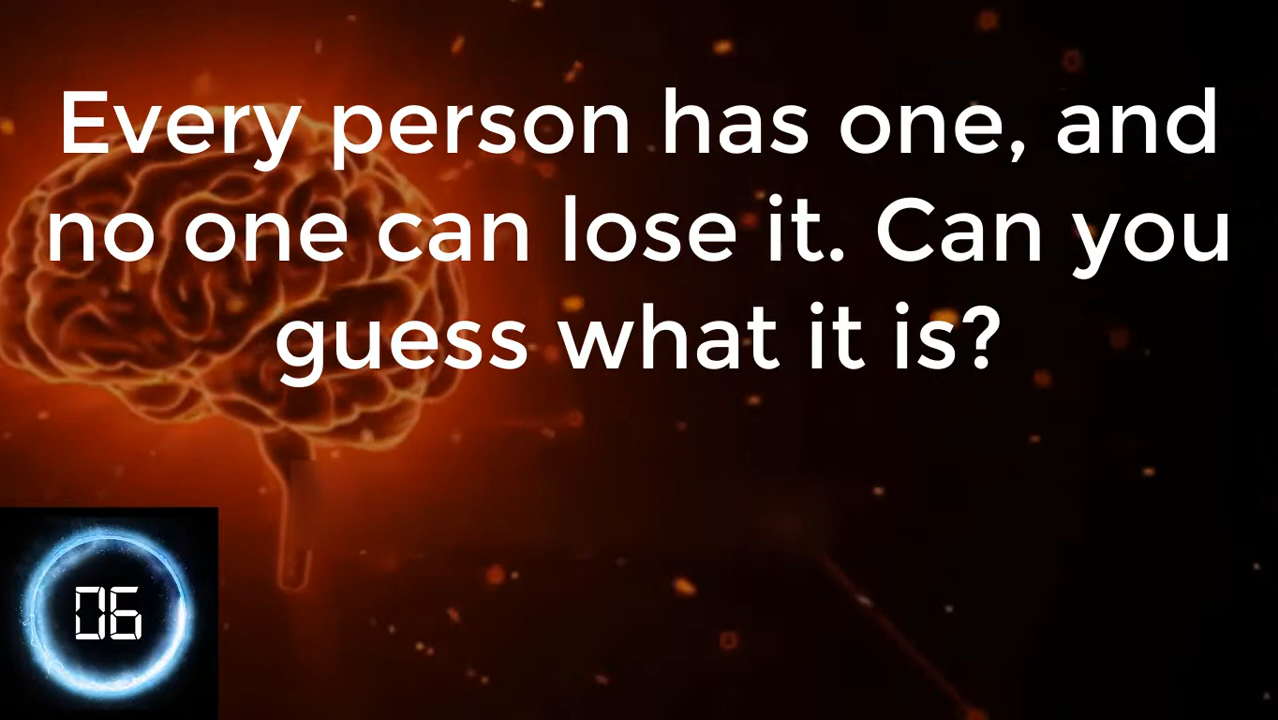 Every person has one, and
no one can lose it. Can you
guess what it is?
06